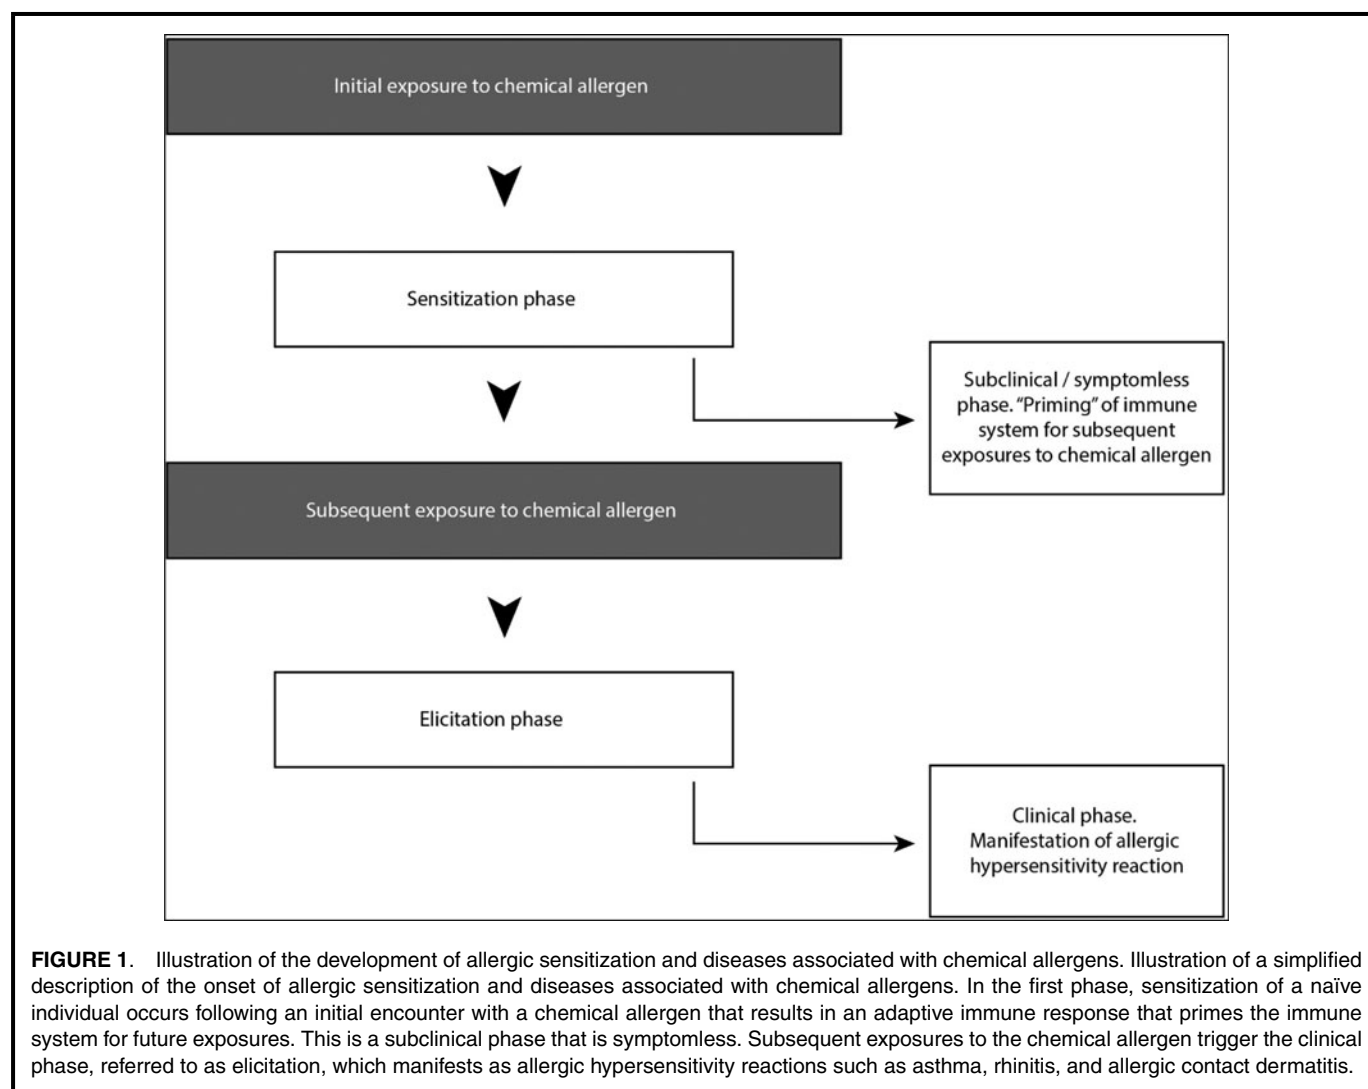 Initial exposure to chemical allergen
Sensitization phase
Subclinical / symptomless
phase. “Priming” of immune
system for subsequent
exposures to chemical allergen
Subsequent exposure to chemical allergen
Elicitation phase
Clinical phase.
Manifestation of allergic
hypersensitivity reaction
FIGURE 1. Illustration of the development of allergic sensitization and diseases associated with chemical allergens. Illustration of a simplified
description of the onset of allergic sensitization and diseases associated with chemical allergens. In the first phase, sensitization of a naïve
individual occurs following an initial encounter with a chemical allergen that results in an adaptive immune response that primes the immune
system for future exposures. This is a subclinical phase that is symptomless. Subsequent exposures to the chemical allergen trigger the clinical
phase, referred to as elicitation, which manifests as allergic hypersensitivity reactions such as asthma, rhinitis, and allergic contact dermatitis.